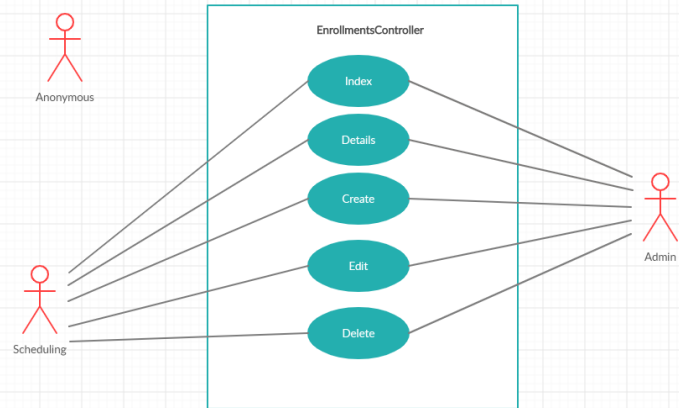 EnrollmentsController
Anonymous
Index
Details
Create
Edit
Delete
Scheduling
Admin